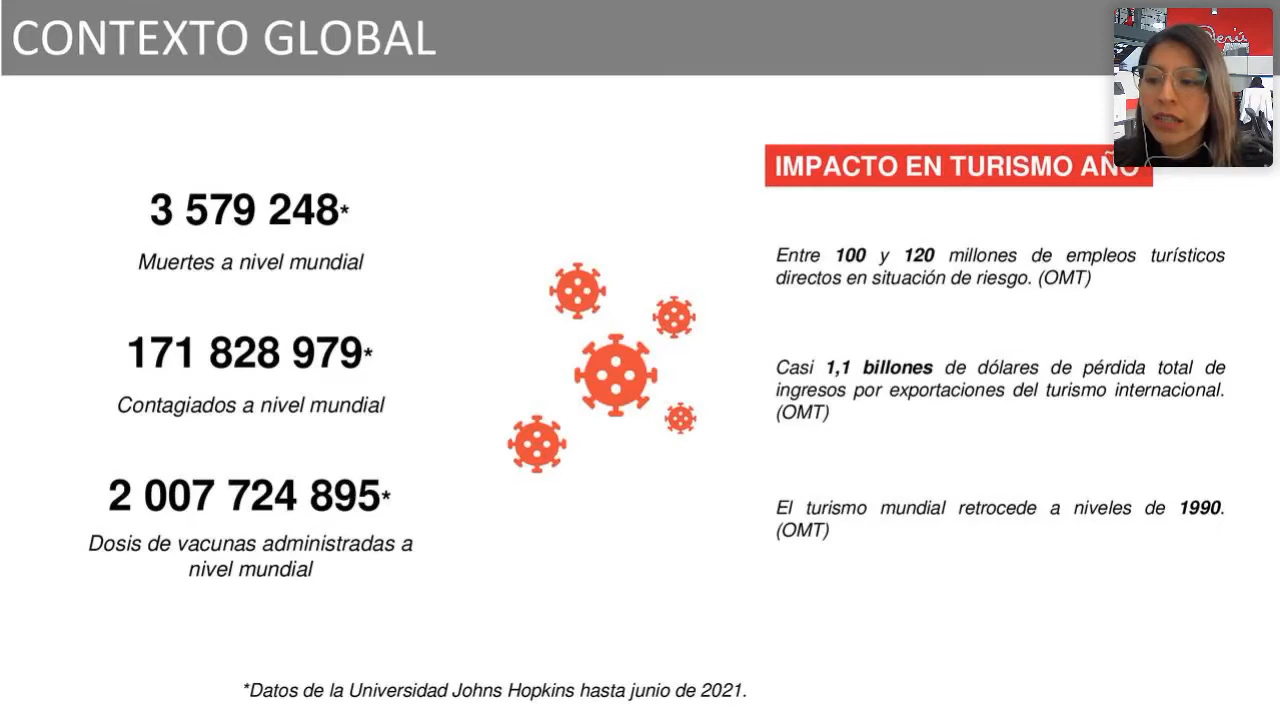 CONTEXTO GLOBAL
Perú
IMPACTO EN TURISMO AÑO
3 579 248*
Muertes a nivel mundial
171 828 979*
Contagiados a nivel mundial
2 007 724 895*
Dosis de vacunas administradas a
nivel mundial
Entre 100 y 120 millones de empleos turísticos
directos en situación de riesgo. (OMT)
Casi 1,1 billones de dólares de pérdida total de
ingresos por exportaciones del turismo internacional.
(OMT)
El turismo mundial retrocede a niveles de 1990.
(OMT)
*Datos de la Universidad Johns Hopkins hasta junio de 2021.